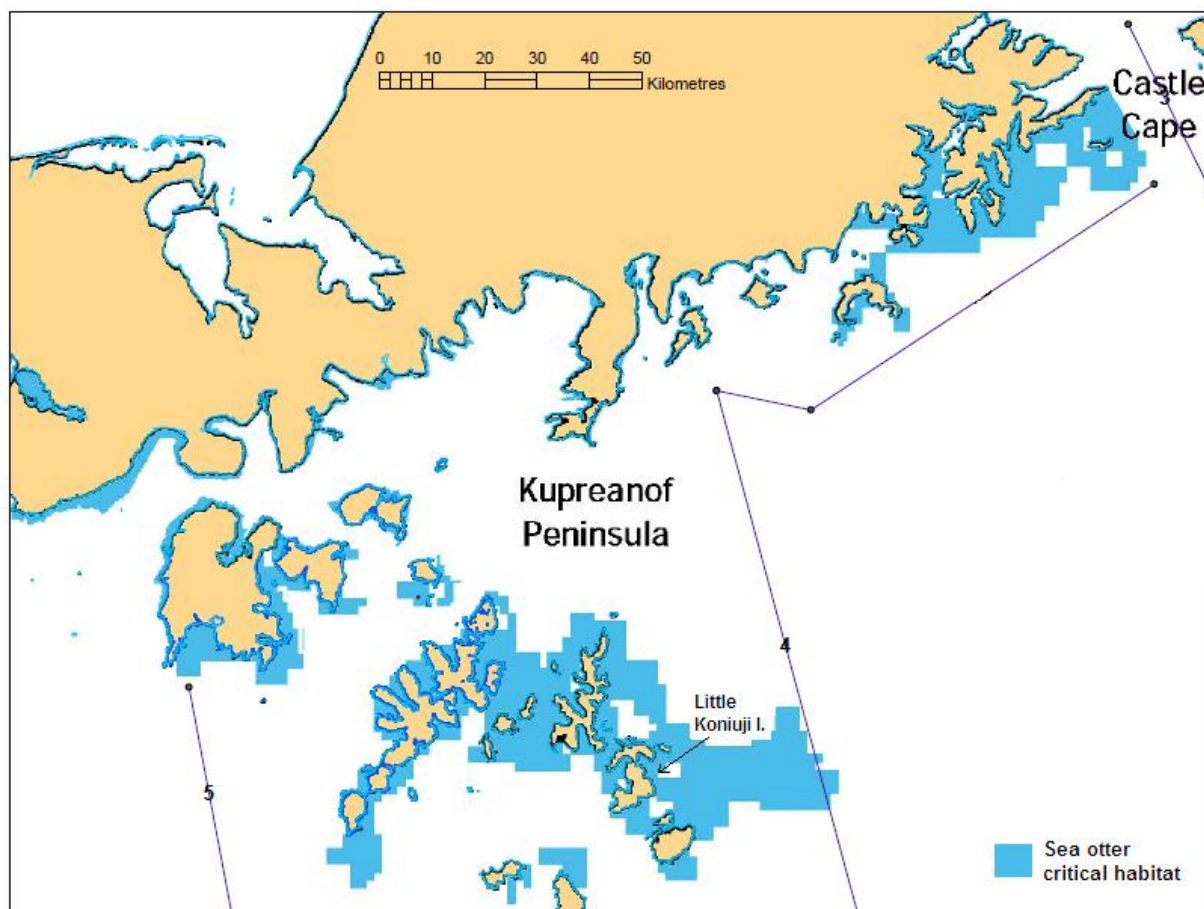 0 10 20 30 40 50
Kilometres
Castle
3
Cape
Kupreanof
Peninsula
4
Little
Koniuji I.
5
Sea otter
critical habitat